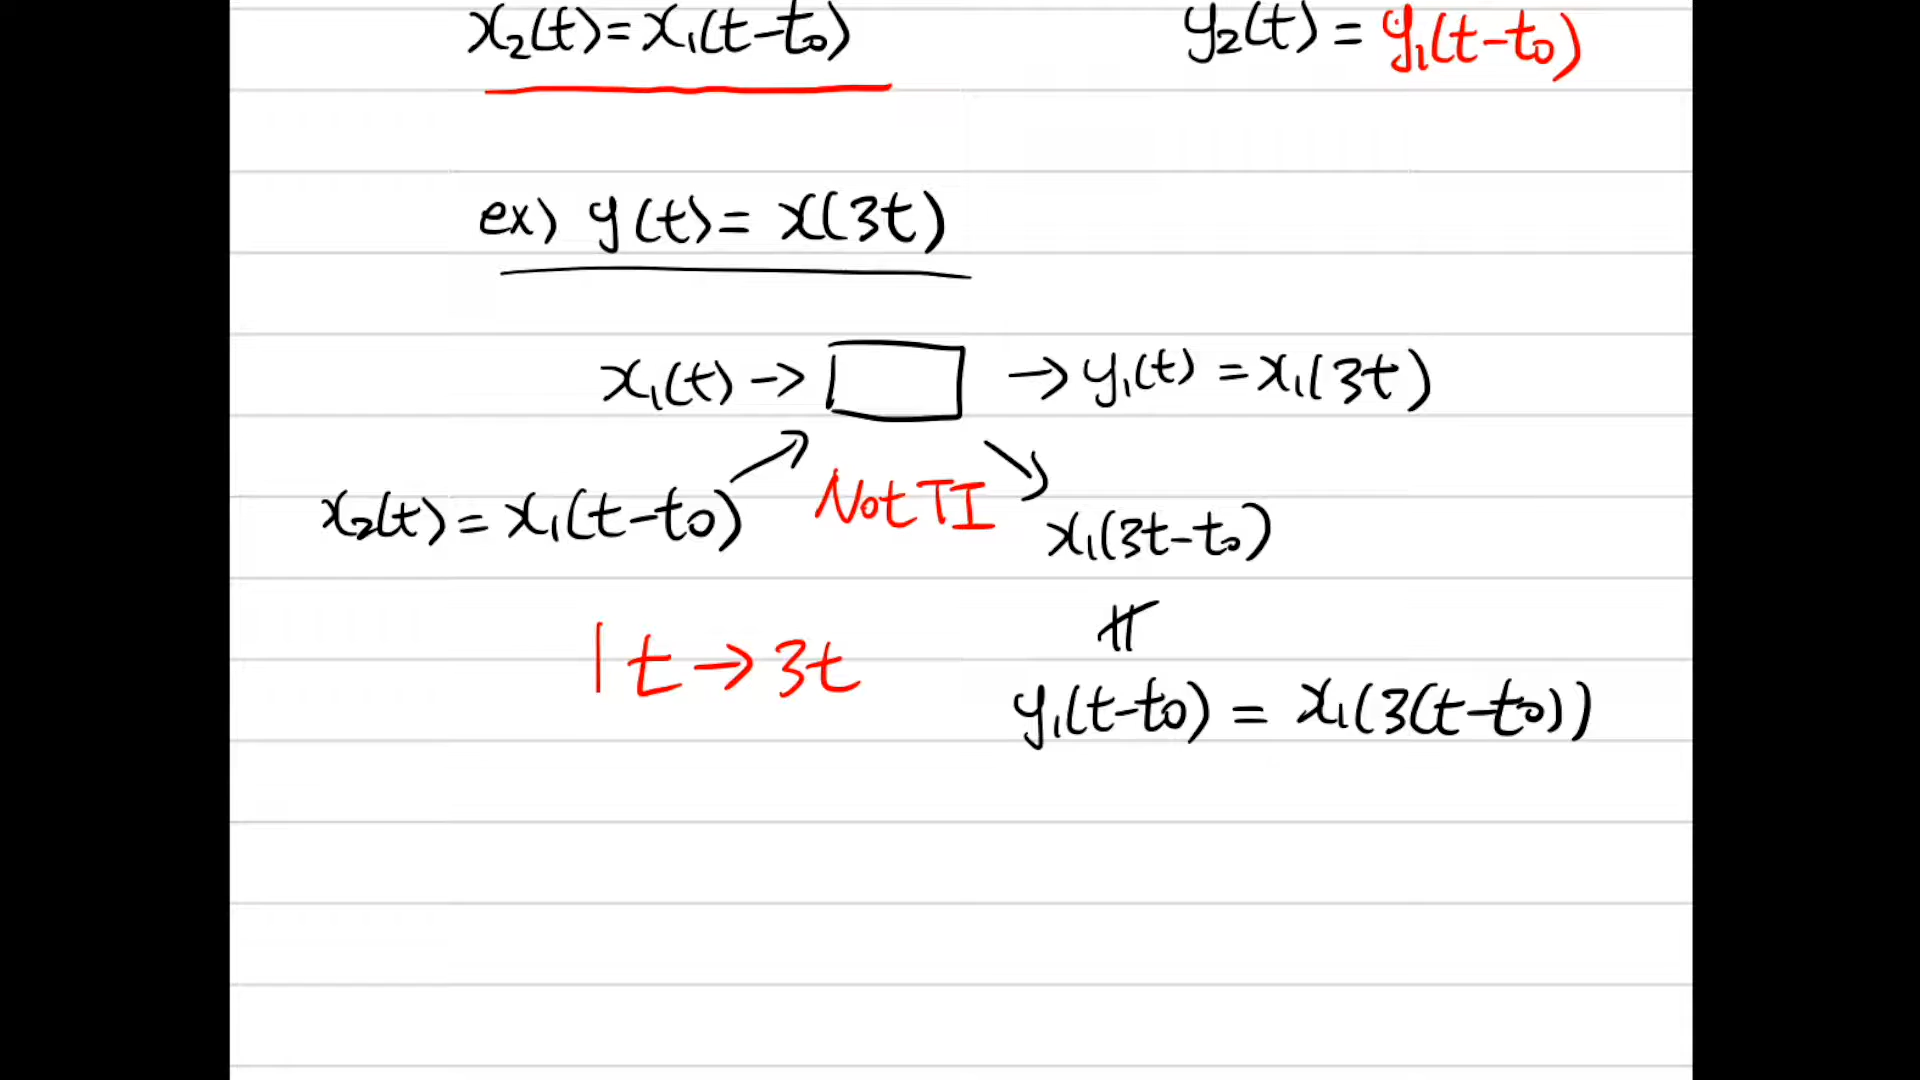 x₂(t)=x₁(t-t₀) y₂(t) = y₁(t-t₀)
ex) y(t) = x(3t)
x₁(t) → → y₁(t) = x₁(3t)
x₂(t) = x₁(t-t₀) Not TI x₁(3t-t₀)
| t → 3t ≠
y₁(t-t₀) = x₁(3(t-t₀))